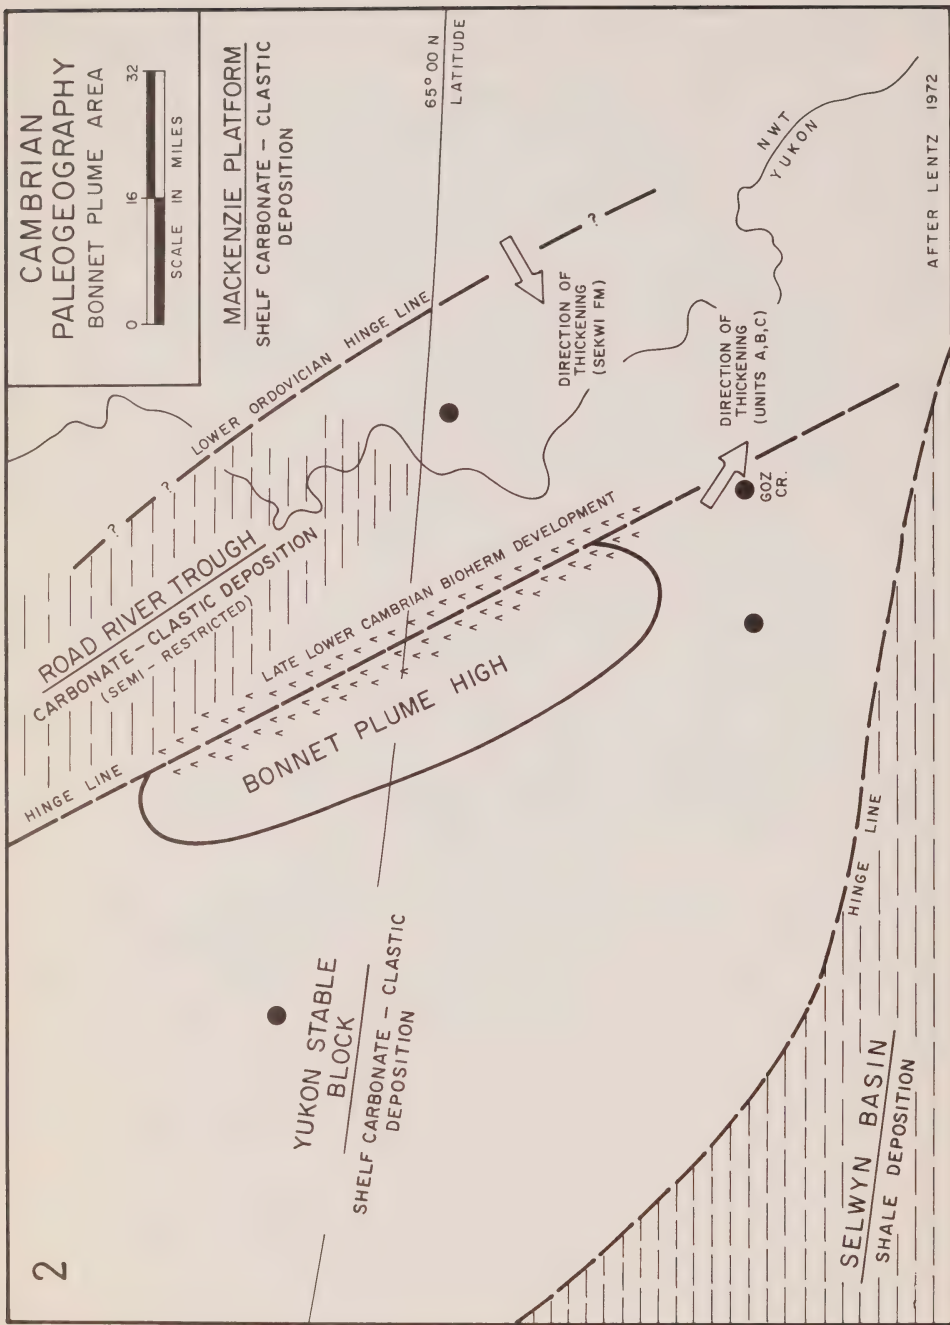 2
CAMBRIAN
PALEOGEOGRAPHY
BONNET PLUME AREA
0 16 32
SCALE IN MILES
MACKENZIE PLATFORM
SHELF CARBONATE – CLASTIC
DEPOSITION
65° 00 N
LATITUDE
LOWER ORDOVICIAN HINGE LINE
?
?
?
ROAD RIVER TROUGH
CARBONATE – CLASTIC DEPOSITION
(SEMI – RESTRICTED)
HINGE LINE
LATE LOWER CAMBRIAN BIOHERM DEVELOPMENT
BONNET PLUME HIGH
DIRECTION OF
THICKENING
(SEKWI FM)
DIRECTION OF
THICKENING
(UNITS A,B,C)
GOZ
CR.
NWT
YUKON
YUKON STABLE
BLOCK
SHELF CARBONATE – CLASTIC
DEPOSITION
HINGE LINE
SELWYN BASIN
SHALE DEPOSITION
AFTER LENTZ 1972